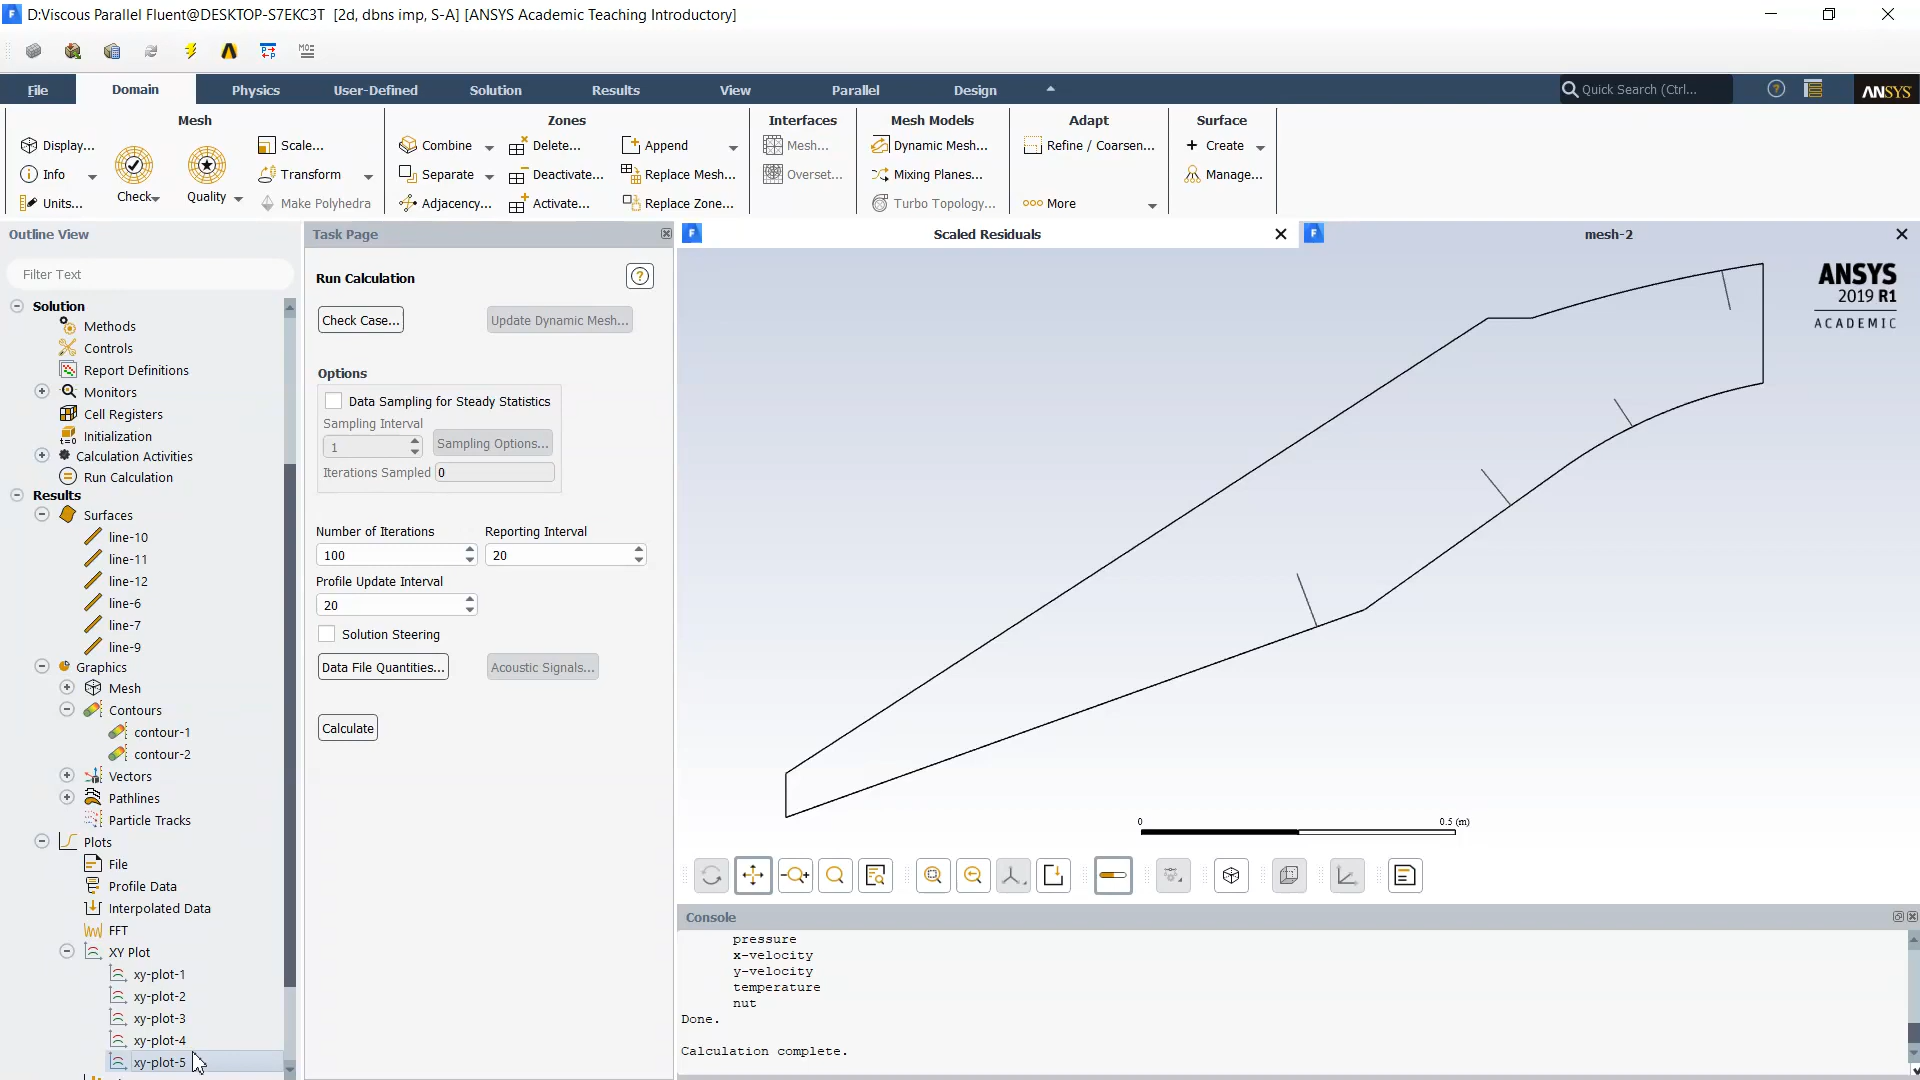 D:Viscous Parallel Fluent@DESKTOP-S7EKC3T [2d, dbns imp, S-A] [ANSYS Academic Teaching Introductory]
File Domain Physics User-Defined Solution Results View Parallel Design Quick Search (Ctrl... ANSYS
Mesh Zones Interfaces Mesh Models Adapt Surface
Display... Scale... Combine Delete... Append Mesh... Dynamic Mesh... Refine / Coarsen... Create
Info Transform Separate Deactivate... Replace Mesh... Overset... Mixing Planes... Manage...
Check Quality
Units... Make Polyhedra Adjacency... Activate... Replace Zone... Turbo Topology... More
Outline View
Filter Text
Solution
Methods
Controls
Report Definitions
Monitors
Cell Registers
Initialization
Calculation Activities
Run Calculation
Results
Surfaces
line-10
line-11
line-12
line-6
line-7
line-9
Graphics
Mesh
Contours
contour-1
contour-2
Vectors
Pathlines
Particle Tracks
Plots
File
Profile Data
Interpolated Data
FFT
XY Plot
xy-plot-1
xy-plot-2
xy-plot-3
xy-plot-4
xy-plot-5
Task Page
Run Calculation
Check Case... Update Dynamic Mesh...
Options
Data Sampling for Steady Statistics
Sampling Interval
1 Sampling Options...
Iterations Sampled 0
Number of Iterations Reporting Interval
100 20
Profile Update Interval
20
Solution Steering
Data File Quantities... Acoustic Signals...
Calculate
Scaled Residuals mesh-2
ANSYS
2019 R1
ACADEMIC
0 0.5 (m)
Console
pressure
x-velocity
y-velocity
temperature
nut
Done.
Calculation complete.